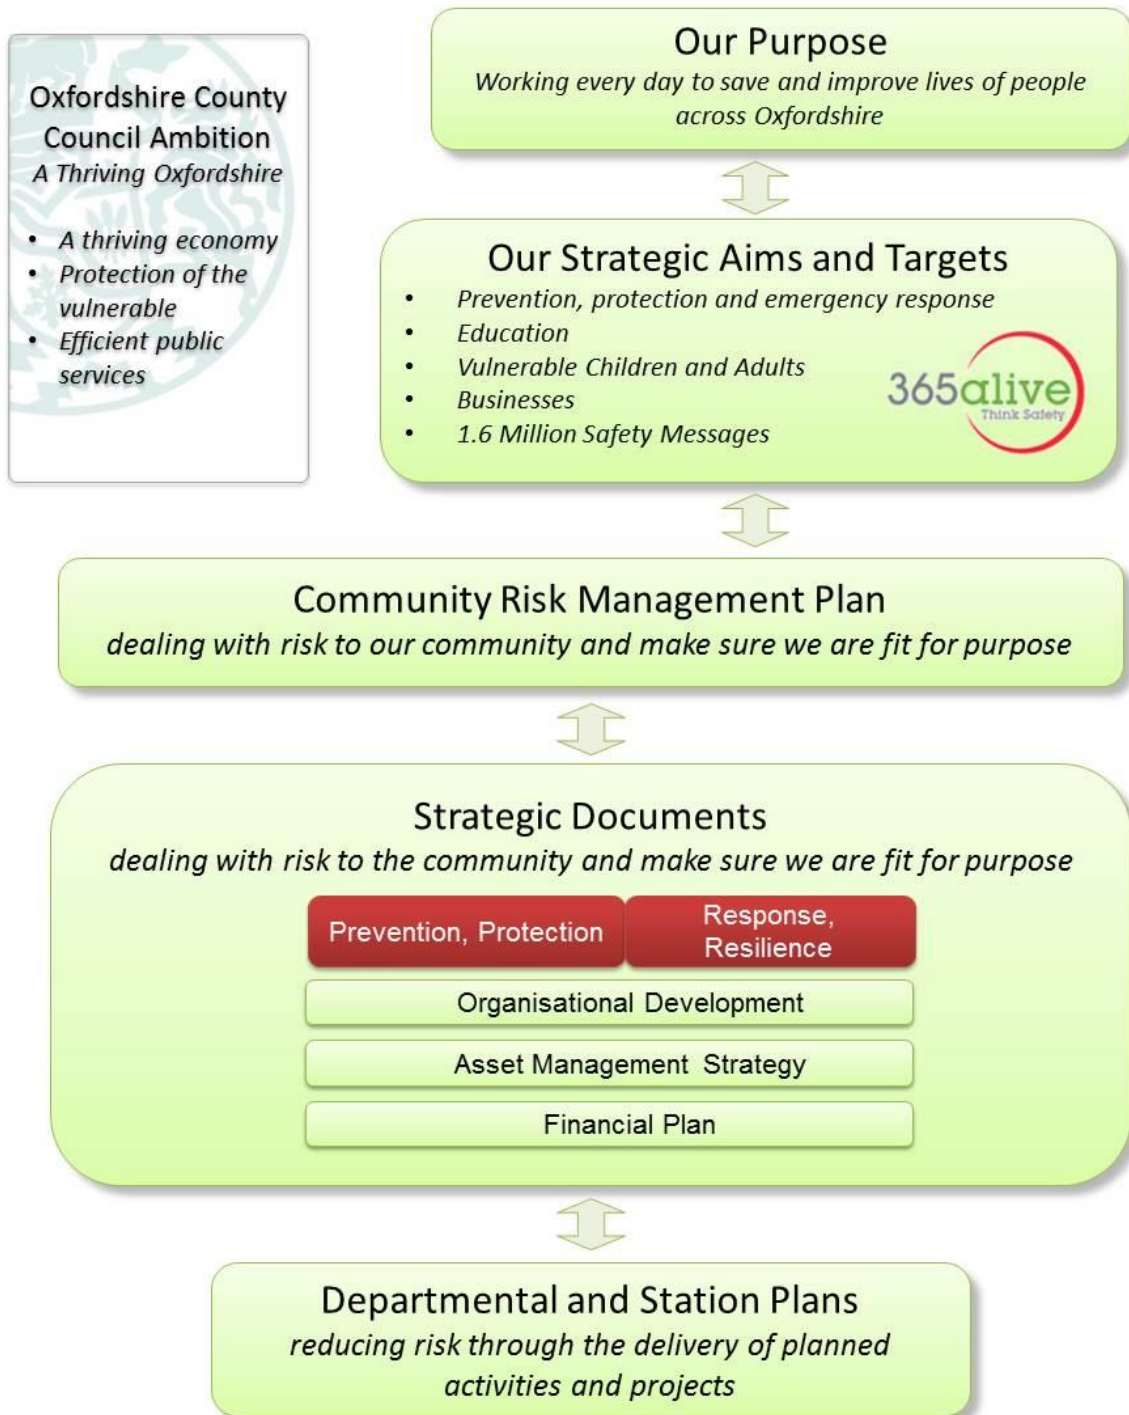 Oxfordshire County
Council Ambition
A Thriving Oxfordshire
• A thriving economy
• Protection of the
vulnerable
• Efficient public
services
Our Purpose
Working every day to save and improve lives of people
across Oxfordshire
Our Strategic Aims and Targets
• Prevention, protection and emergency response
• Education
• Vulnerable Children and Adults
• Businesses
• 1.6 Million Safety Messages
365alive
Think Safety
Community Risk Management Plan
dealing with risk to our community and make sure we are fit for purpose
Strategic Documents
dealing with risk to the community and make sure we are fit for purpose
Prevention, Protection
Response,
Resilience
Organisational Development
Asset Management Strategy
Financial Plan
Departmental and Station Plans
reducing risk through the delivery of planned
activities and projects